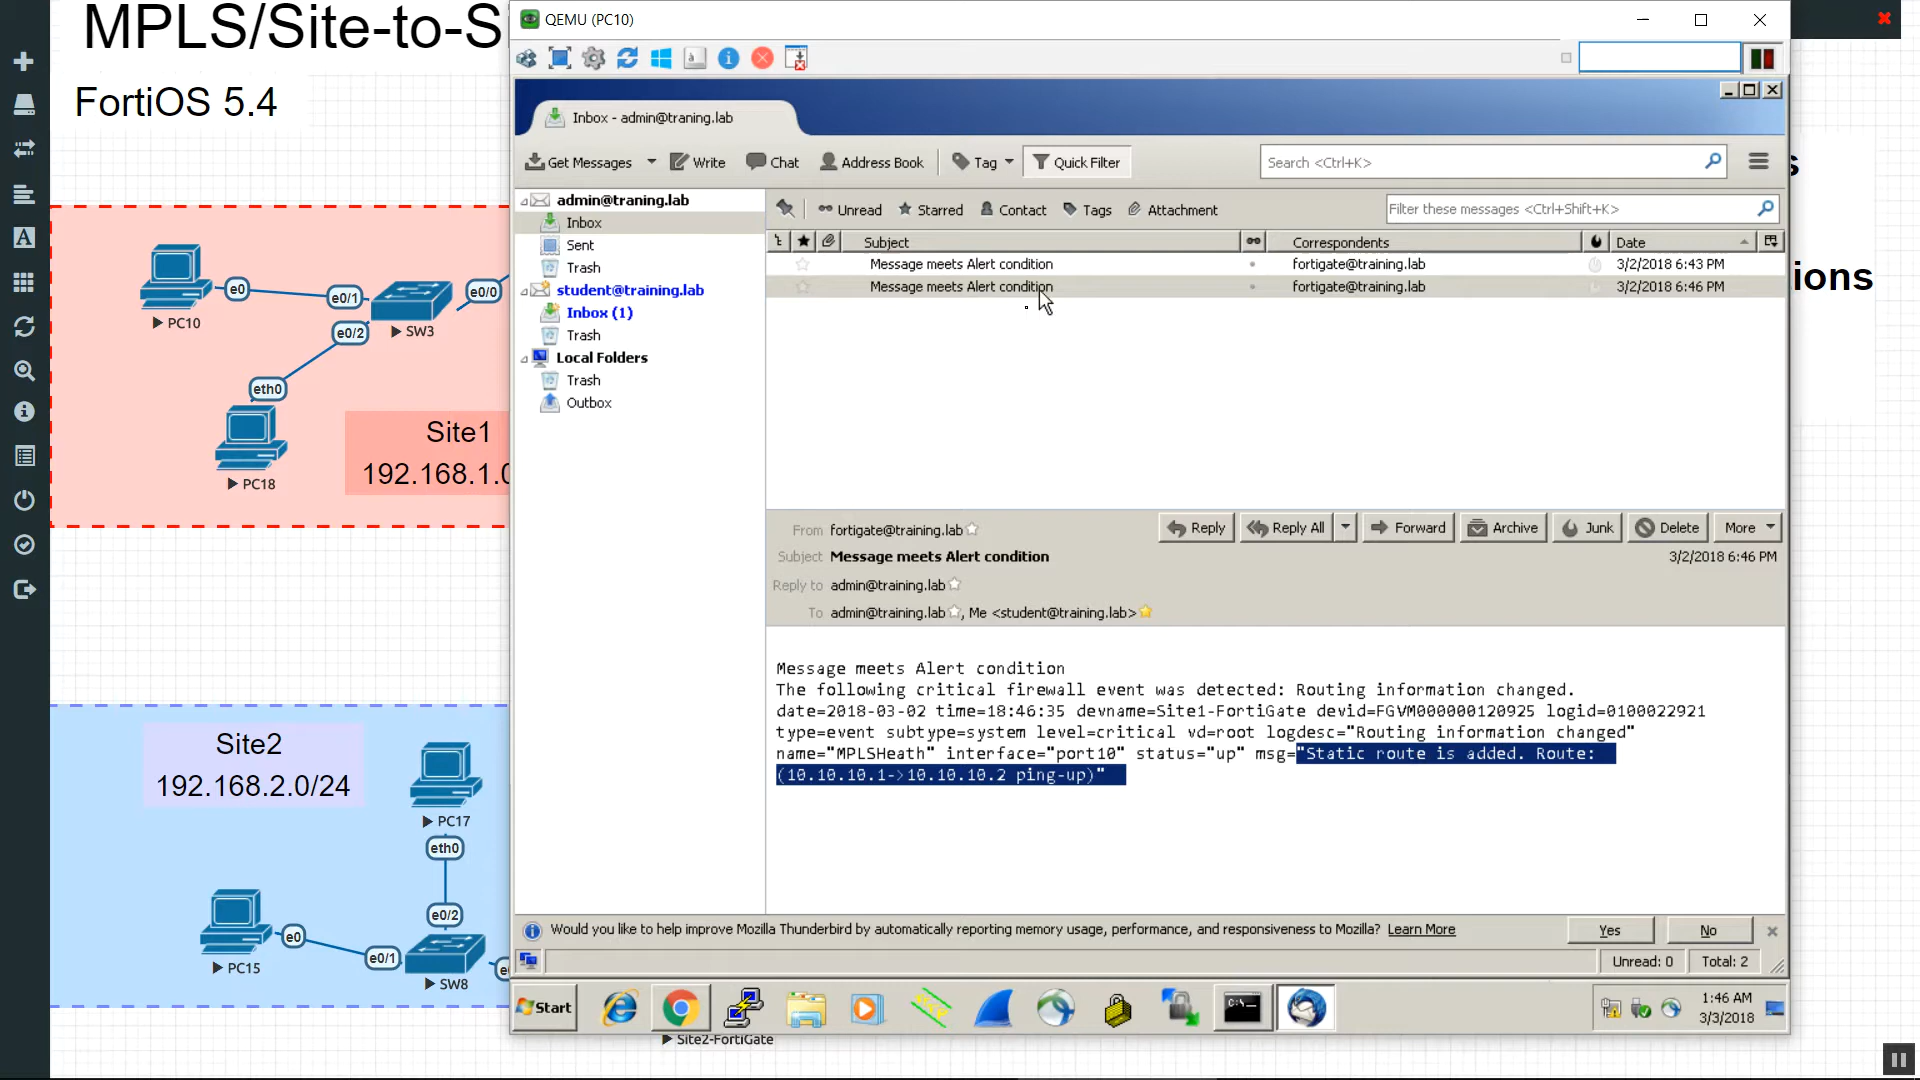 MPLS/Site-to-S
FortiOS 5.4
PC10
e0
e0/1
e0/0
SW3
e0/2
eth0
PC18
Site1
192.168.1.0
Site2
192.168.2.0/24
PC17
eth0
e0/2
e0
PC15
e0/1
SW8
Site2-FortiGate
ions
QEMU (PC10)
Inbox - admin@traning.lab
Get Messages
Write
Chat
Address Book
Tag
Quick Filter
Search <Ctrl+K>
admin@traning.lab
Inbox
Sent
Trash
student@training.lab
Inbox (1)
Trash
Local Folders
Trash
Outbox
Unread
Starred
Contact
Tags
Attachment
Filter these messages <Ctrl+Shift+K>
Subject
Correspondents
Date
Message meets Alert condition fortigate@training.lab 3/2/2018 6:43 PM
Message meets Alert condition fortigate@training.lab 3/2/2018 6:46 PM
From fortigate@training.lab
Reply
Reply All
Forward
Archive
Junk
Delete
More
Subject Message meets Alert condition 3/2/2018 6:46 PM
Reply to admin@training.lab
To admin@training.lab, Me <student@training.lab>
Message meets Alert condition
The following critical firewall event was detected: Routing information changed.
date=2018-03-02 time=18:46:35 devname=Site1-FortiGate devid=FGVM000000120925 logid=0100022921
type=event subtype=system level=critical vd=root logdesc="Routing information changed"
name="MPLSHeath" interface="port10" status="up" msg="Static route is added. Route:
(10.10.10.1->10.10.10.2 ping-up)"
Would you like to help improve Mozilla Thunderbird by automatically reporting memory usage, performance, and responsiveness to Mozilla? Learn More
Yes
No
Unread: 0
Total: 2
Start
1:46 AM
3/3/2018